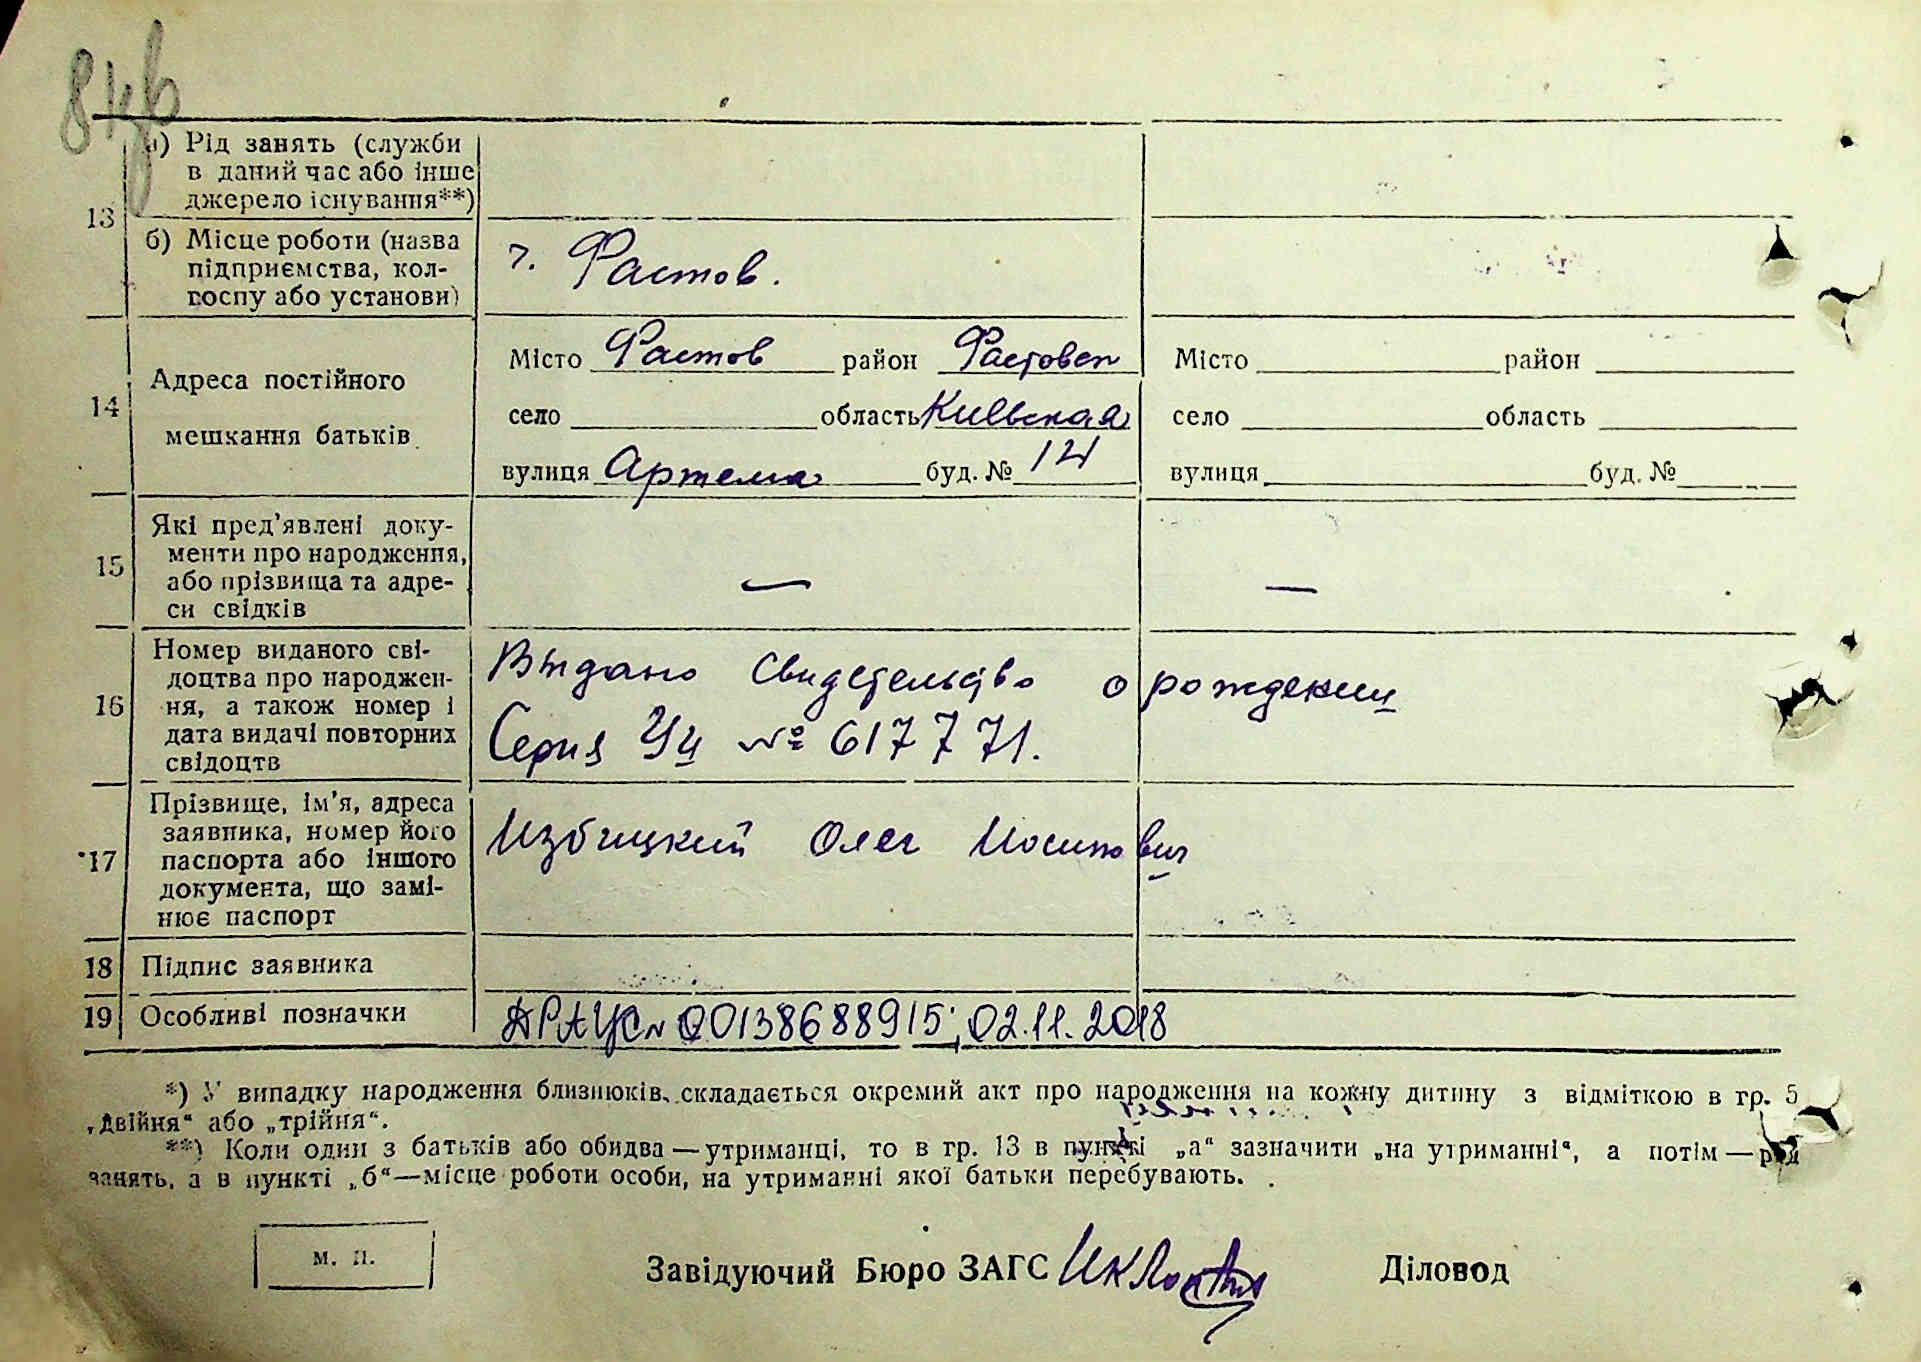 13
а) Рід занять (служби
в даний час або інше
джерело існування**)
б) Місце роботи (назва
підприємства, кол-
госпу або установи)
г. Фастов.
14
Адреса постійного
мешкання батьків
Місто Фастов район Фастовск
село область Киевская
вулиця Артема буд. №
Місто район
село область
вулиця буд. №
15
Які пред'явлені доку-
менти про народження,
або прізвища та адре-
си свідків
—
—
16
Номер виданого сві-
доцтва про народжен-
ня, а також номер і
дата видачі повторних
свідоцтв
Выдано Свидетельство о рождении
Серия УЦ № 617771.
17
Прізвище, ім'я, адреса
заявника, номер його
паспорта або іншого
документа, що замі-
нює паспорт
Избицкий Олег Иосипович
18 Підпис заявника
19 Особливі позначки
ДРАЦС № 00138688915; 02.11.2018
*) У випадку народження близнюків, складається окремий акт про народження на кожну дитину з відміткою в гр. 5
„Двійня“ або „трійня“.
**) Коли один з батьків або обидва—утриманці, то в гр. 13 в пункті „а“ зазначити „на утриманні“, а потім—рід
занять, а в пункті „б“—місце роботи особи, на утриманні якої батьки перебувають.
м. п.
Завідуючий Бюро ЗАГС
Діловод